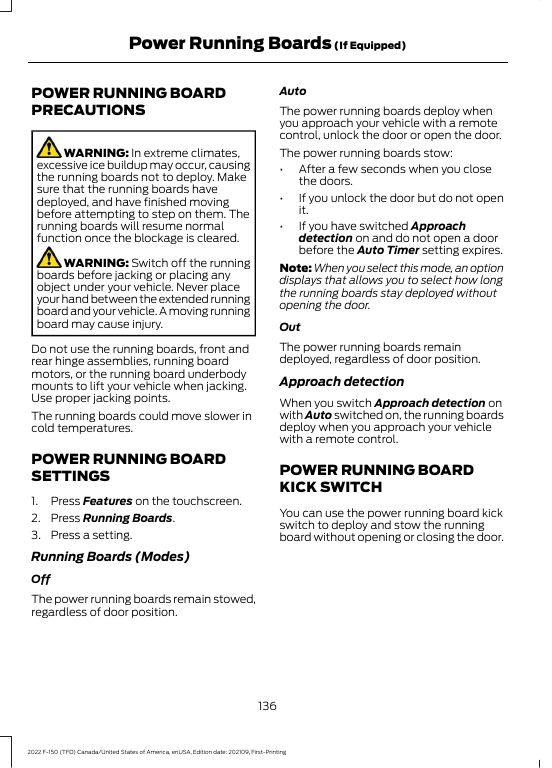 Power Running Boards (If Equipped)
POWER RUNNING BOARD
PRECAUTIONS
WARNING: In extreme climates,
excessive ice buildup may occur, causing
the running boards not to deploy. Make
sure that the running boards have
deployed, and have finished moving
before attempting to step on them. The
running boards will resume normal
function once the blockage is cleared.
WARNING: Switch off the running
boards before jacking or placing any
object under your vehicle. Never place
your hand between the extended running
board and your vehicle. A moving running
board may cause injury.
Do not use the running boards, front and
rear hinge assemblies, running board
motors, or the running board underbody
mounts to lift your vehicle when jacking.
Use proper jacking points.
The running boards could move slower in
cold temperatures.
POWER RUNNING BOARD
SETTINGS
1. Press Features on the touchscreen.
2. Press Running Boards.
3. Press a setting.
Running Boards (Modes)
Off
The power running boards remain stowed,
regardless of door position.
Auto
The power running boards deploy when
you approach your vehicle with a remote
control, unlock the door or open the door.
The power running boards stow:
• After a few seconds when you close
the doors.
• If you unlock the door but do not open
it.
• If you have switched Approach
detection on and do not open a door
before the Auto Timer setting expires.
Note: When you select this mode, an option
displays that allows you to select how long
the running boards stay deployed without
opening the door.
Out
The power running boards remain
deployed, regardless of door position.
Approach detection
When you switch Approach detection on
with Auto switched on, the running boards
deploy when you approach your vehicle
with a remote control.
POWER RUNNING BOARD
KICK SWITCH
You can use the power running board kick
switch to deploy and stow the running
board without opening or closing the door.
136
2022 F-150 (TFD) Canada/United States of America, enUSA, Edition date: 202109, First-Printing